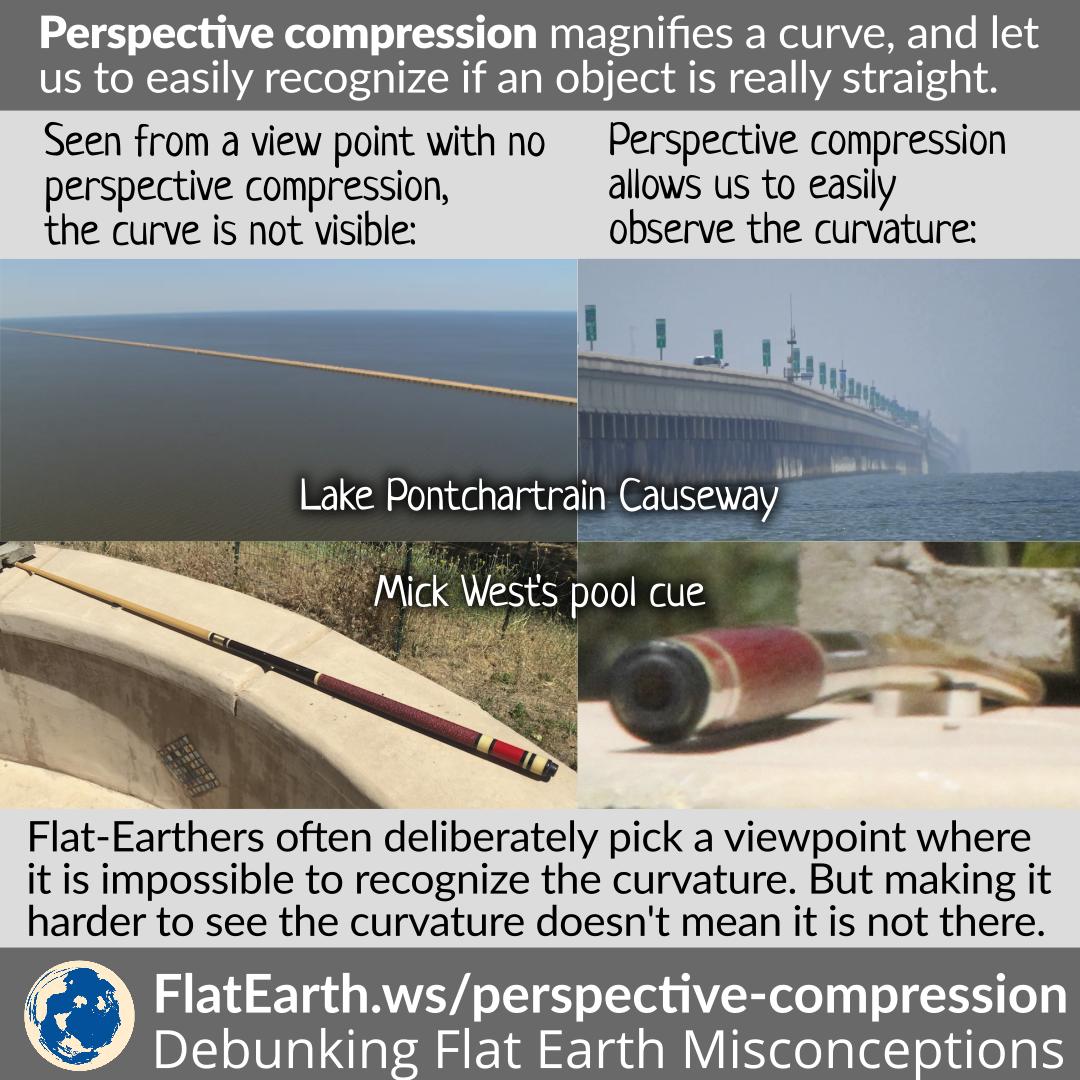 Perspective compression magnifies a curve, and let
us to easily recognize if an object is really straight.
Seen from a view point with no
perspective compression,
the curve is not visible:
Perspective compression
allows us to easily
observe the curvature:
Lake Pontchartrain Causeway
Mick West's pool cue
Flat-Earthers often deliberately pick a viewpoint where
it is impossible to recognize the curvature. But making it
harder to see the curvature doesn't mean it is not there.
FlatEarth.ws/perspective-compression
Debunking Flat Earth Misconceptions